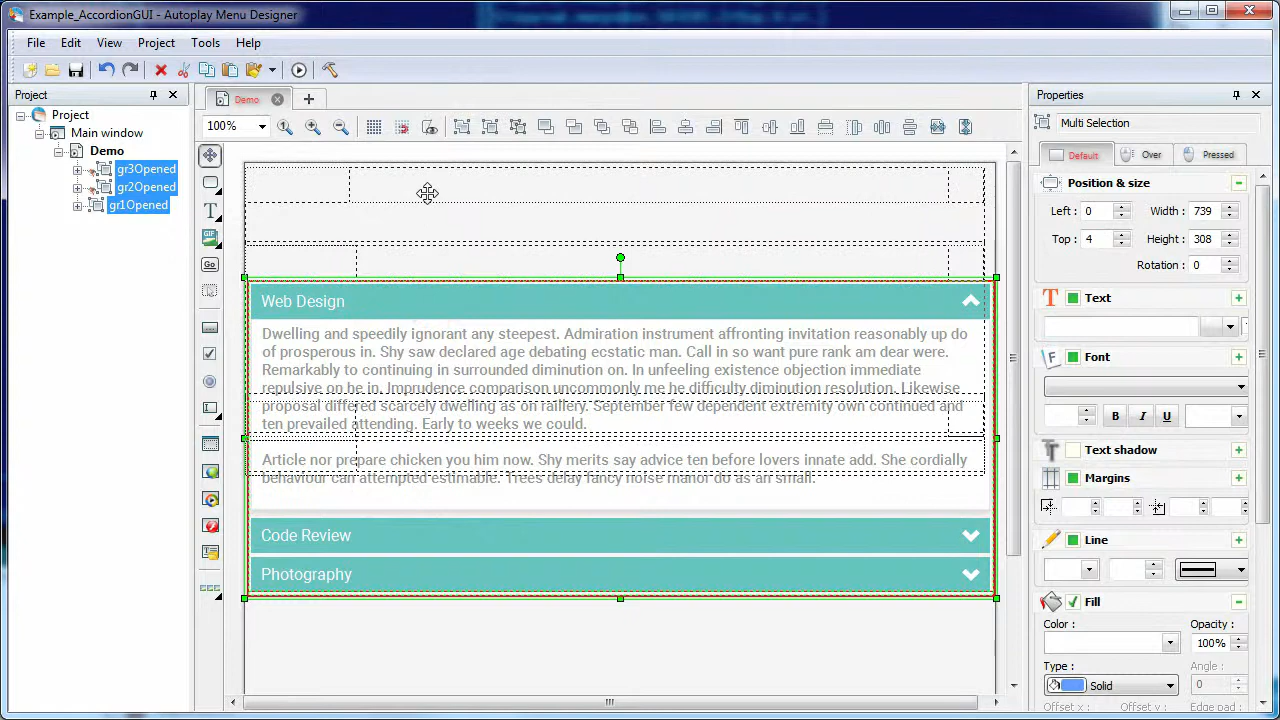 Example_AccordionGUI - Autoplay Menu Designer
File Edit View Project Tools Help
Project
Demo
Properties
Project
Main window
Demo
gr3Opened
gr2Opened
gr1Opened
100%
GIF
T
Go
Web Design
Dwelling and speedily ignorant any steepest. Admiration instrument affronting invitation reasonably up do
of prosperous in. Shy saw declared age debating ecstatic man. Call in so want pure rank am dear were.
Remarkably to continuing in surrounded diminution on. In unfeeling existence objection immediate
repulsive on be in. Imprudence comparison uncommonly me he difficulty diminution resolution. Likewise
proposal differed scarcely dwelling as on raillery. September few dependent extremity own continued and
ten prevailed attending. Early to weeks we could.
Article nor prepare chicken you him now. Shy merits say advice ten before lovers innate add. She cordially
behaviour can attempted estimable. Trees delay fancy noise manor do as an small.
Code Review
Photography
Multi Selection
Default Over Pressed
Position & size
Left : 0 Width : 739
Top : 4 Height : 308
Rotation : 0
Text
Font
B I U
Text shadow
Margins
Line
Fill
Color : Opacity :
100%
Type : Angle :
Solid 0
Offset x : Offset y : Edge pad :